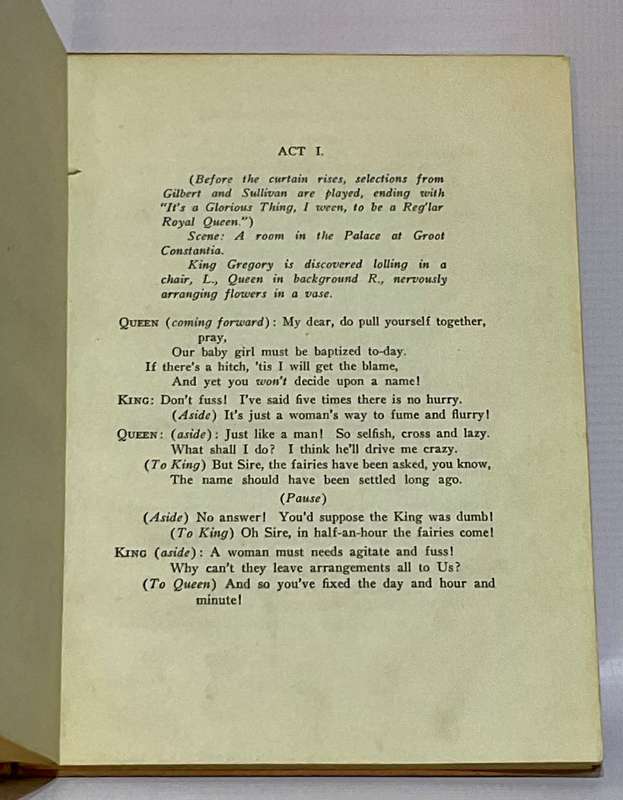 ACT I.
(Before the curtain rises, selections from
Gilbert and Sullivan are played, ending with
"It's a Glorious Thing, I ween, to be a Reg'lar
Royal Queen.")
Scene: A room in the Palace at Groot
Constantia.
King Gregory is discovered lolling in a
chair, L., Queen in background R., nervously
arranging flowers in a vase.
QUEEN (coming forward): My dear, do pull yourself together,
pray,
Our baby girl must be baptized to-day.
If there's a hitch, 'tis I will get the blame,
And yet you won't decide upon a name!
KING: Don't fuss! I've said five times there is no hurry.
(Aside) It's just a woman's way to fume and flurry!
QUEEN: (aside): Just like a man! So selfish, cross and lazy.
What shall I do? I think he'll drive me crazy.
(To King) But Sire, the fairies have been asked, you know,
The name should have been settled long ago.
(Pause)
(Aside) No answer! You'd suppose the King was dumb!
(To King) Oh Sire, in half-an-hour the fairies come!
KING (aside): A woman must needs agitate and fuss!
Why can't they leave arrangements all to Us?
(To Queen) And so you've fixed the day and hour and
minute!